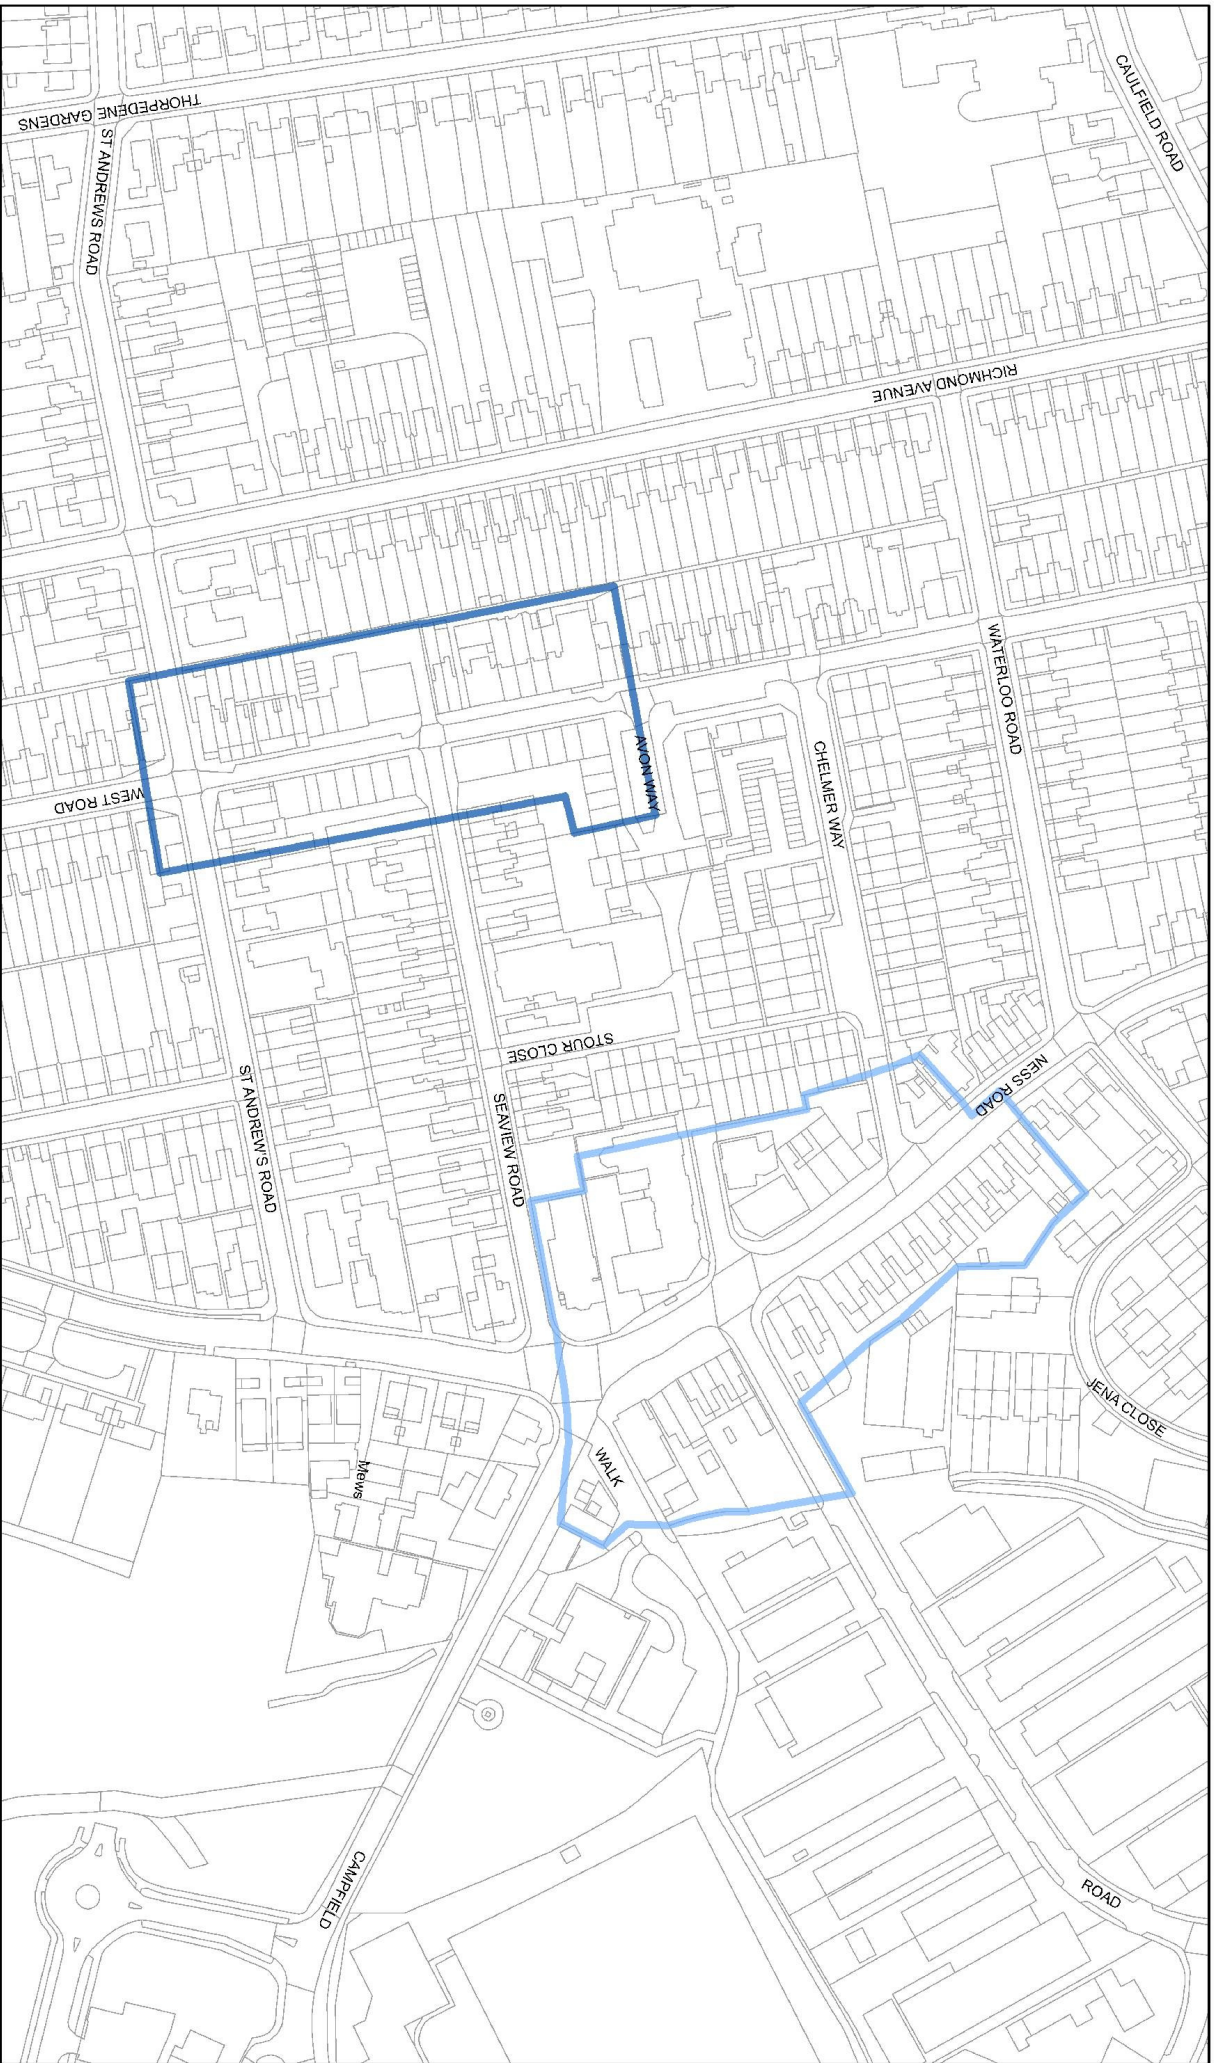 THORPEDENE GARDENS
ST ANDREWS ROAD
CAULFIELD ROAD
RICHMOND AVENUE
WATERLOO ROAD
AVON WAY
CHELMER WAY
WEST ROAD
STOUR CLOSE
NESS ROAD
ST ANDREW'S ROAD
SEAVIEW ROAD
JENA CLOSE
WALK
Mews
CAMPFIELD
ROAD